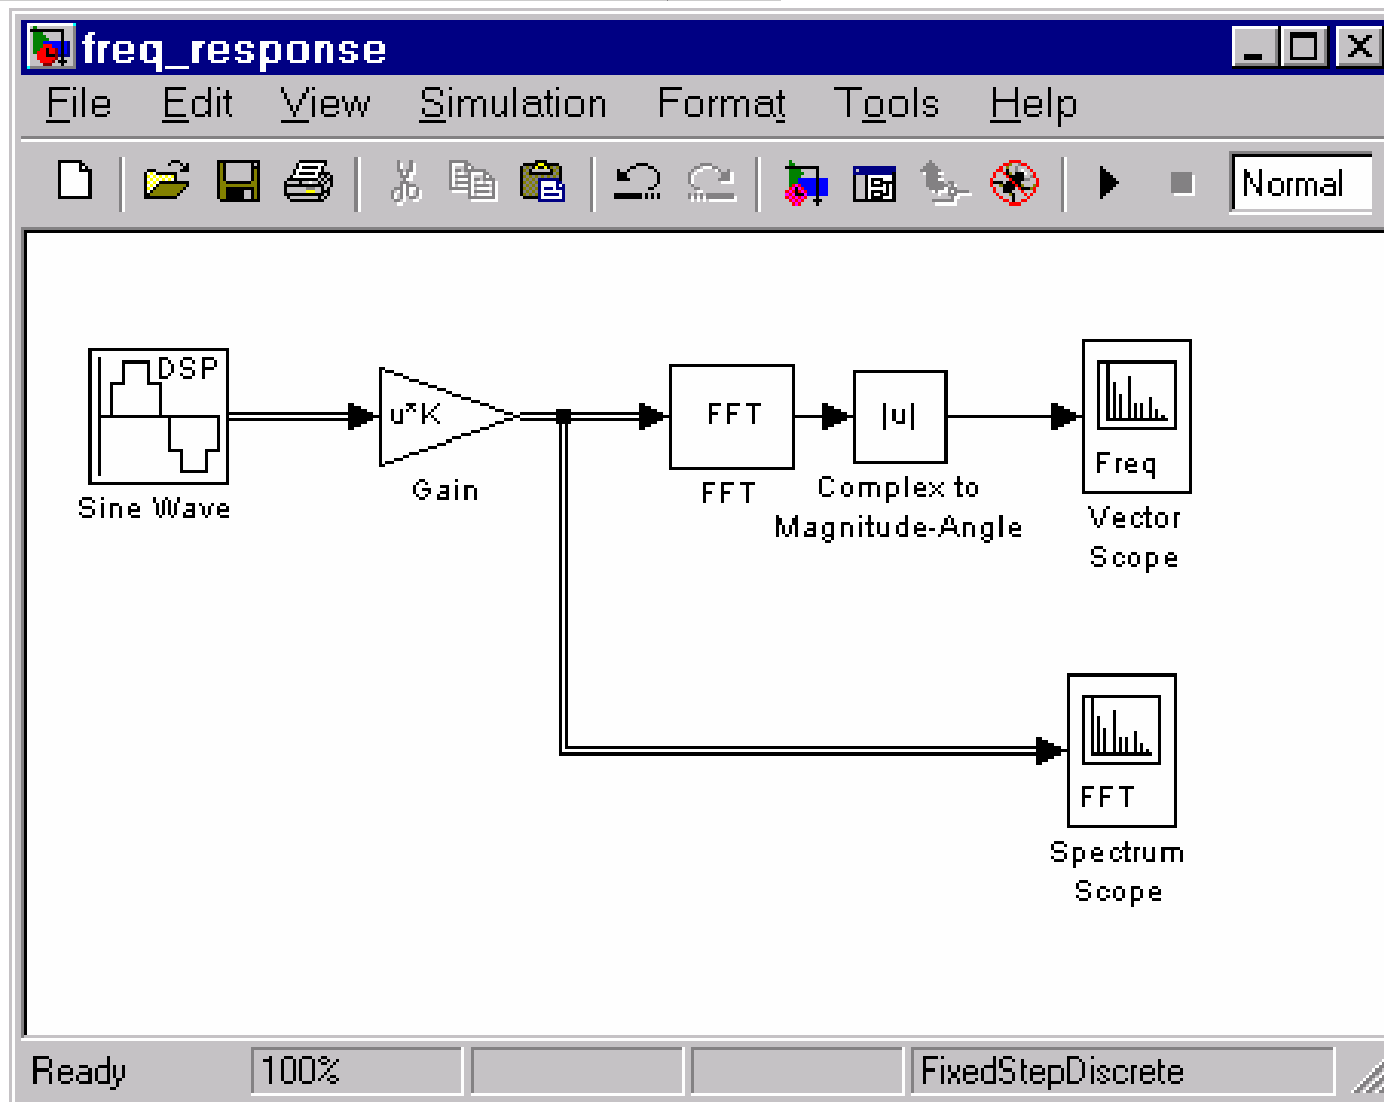 freq_response
File Edit View Simulation Format Tools Help
Normal
DSP
Sine Wave
u*K
Gain
FFT
FFT
|u|
Complex to
Magnitude-Angle
Freq
Vector
Scope
FFT
Spectrum
Scope
Ready 100% FixedStepDiscrete